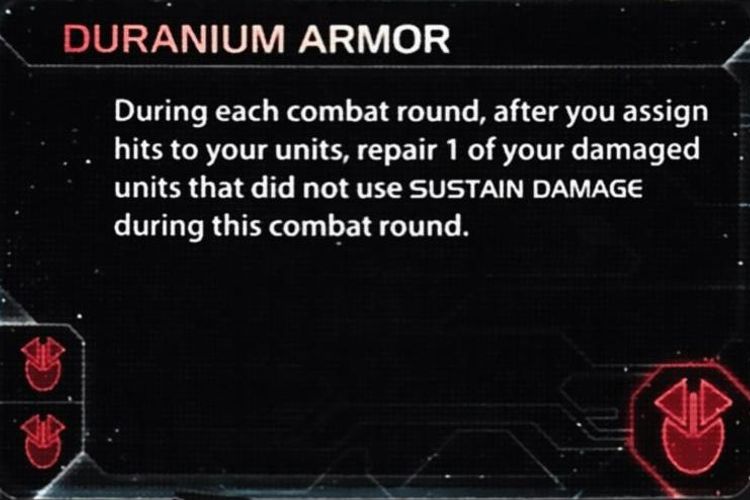 DURANIUM ARMOR
During each combat round, after you assign
hits to your units, repair 1 of your damaged
units that did not use SUSTAIN DAMAGE
during this combat round.